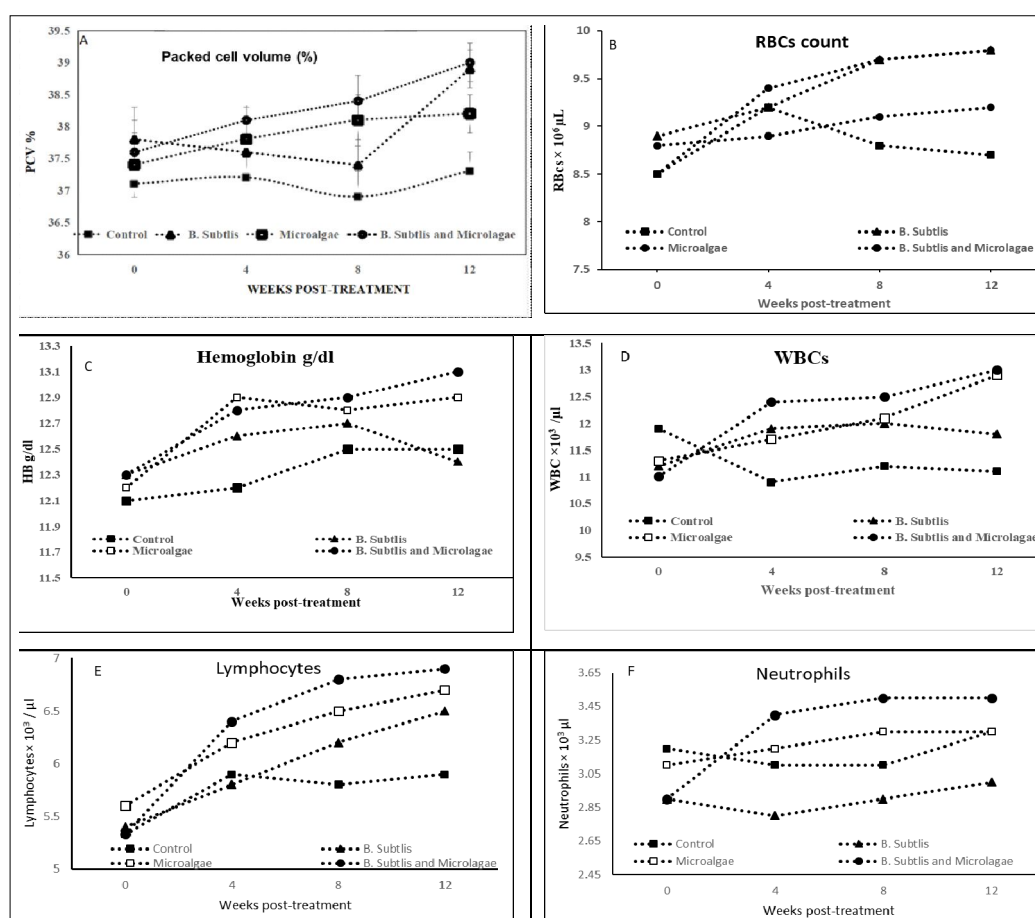 A
Packed cell volume (%)
39.5
39
38.5
38
37.5
37
36.5
36
PCV %
Control
B. Subtlis
Microalgae
B. Subtlis and Microlagae
0 4 8 12
WEEKS POST-TREATMENT
B
RBCs count
10
9.5
9
8.5
8
7.5
RBcs × 10⁶ µL
Control
B. Subtlis
Microalgae
B. Subtlis and Microlagae
0 4 8 12
Weeks post-treatment
C
Hemoglobin g/dl
13.3
13.1
12.9
12.7
12.5
12.3
12.1
11.9
11.7
11.5
HB g/dl
Control
B. Subtlis
Microalgae
B. Subtlis and Microlagae
0 4 8 12
Weeks post-treatment
D
WBCs
13.5
13
12.5
12
11.5
11
10.5
10
9.5
WBC ×10³ /µl
Control
B. Subtlis
Microalgae
B. Subtlis and Microlagae
0 4 8 12
Weeks post-treatment
E
Lymphocytes
7
6.5
6
5.5
5
Lymphocytes× 10³ / µl
Control
B. Subtlis
Microalgae
B. Subtlis and Microlagae
0 4 8 12
Weeks post-treatment
F
Neutrophils
3.65
3.45
3.25
3.05
2.85
2.65
2.45
Neutrophils× 10³ µl
Control
B. Subtlis
Microalgae
B. Subtlis and Microlagae
0 4 8 12
Weeks post-treatment